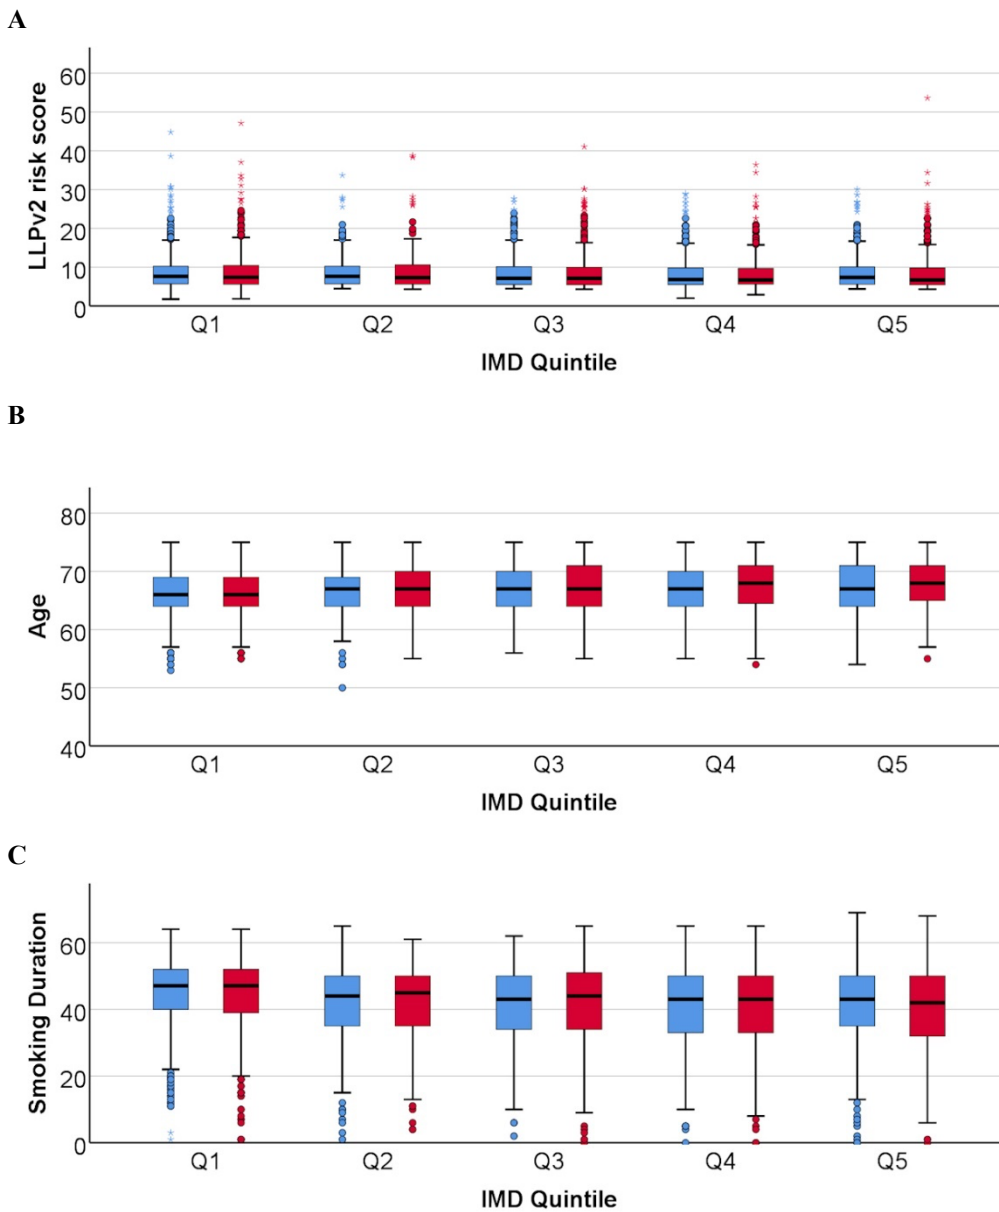 A
LLPv2 risk score
60
50
40
30
20
10
0
Q1 Q2 Q3 Q4 Q5
IMD Quintile
B
Age
80
70
60
50
40
Q1 Q2 Q3 Q4 Q5
IMD Quintile
C
Smoking Duration
60
40
20
0
Q1 Q2 Q3 Q4 Q5
IMD Quintile